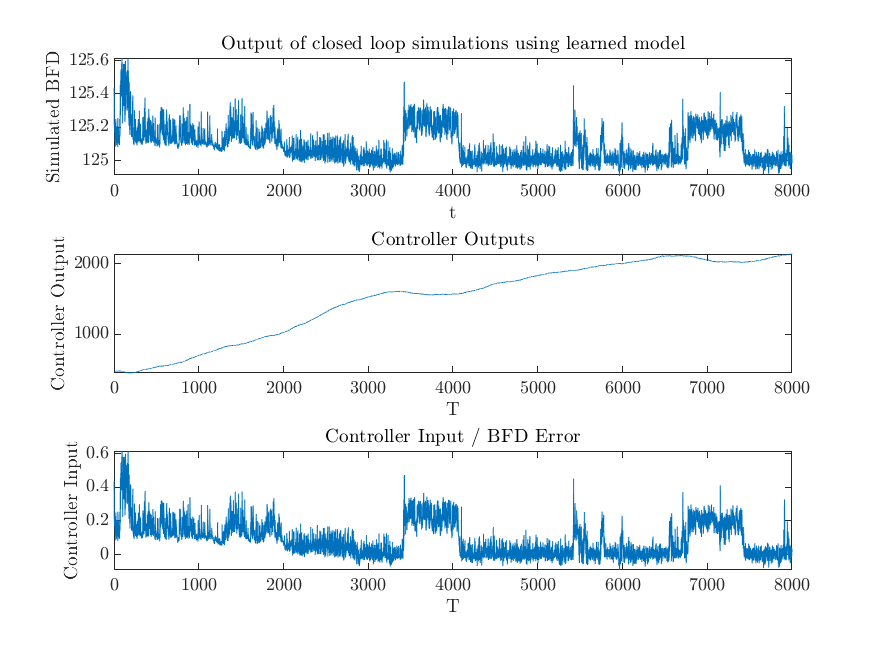 Output of closed loop simulations using learned model
Simulated BFD
125.6
125.4
125.2
125
0 1000 2000 3000 4000 5000 6000 7000 8000
t
Controller Outputs
Controller Output
2000
1000
0 1000 2000 3000 4000 5000 6000 7000 8000
T
Controller Input / BFD Error
Controller Input
0.6
0.4
0.2
0
0 1000 2000 3000 4000 5000 6000 7000 8000
T